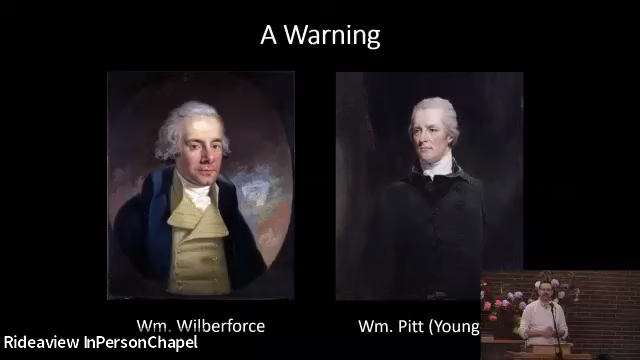 A Warning
Wm. Wilberforce
Wm. Pitt (Young
Rideaview InPersonChapel